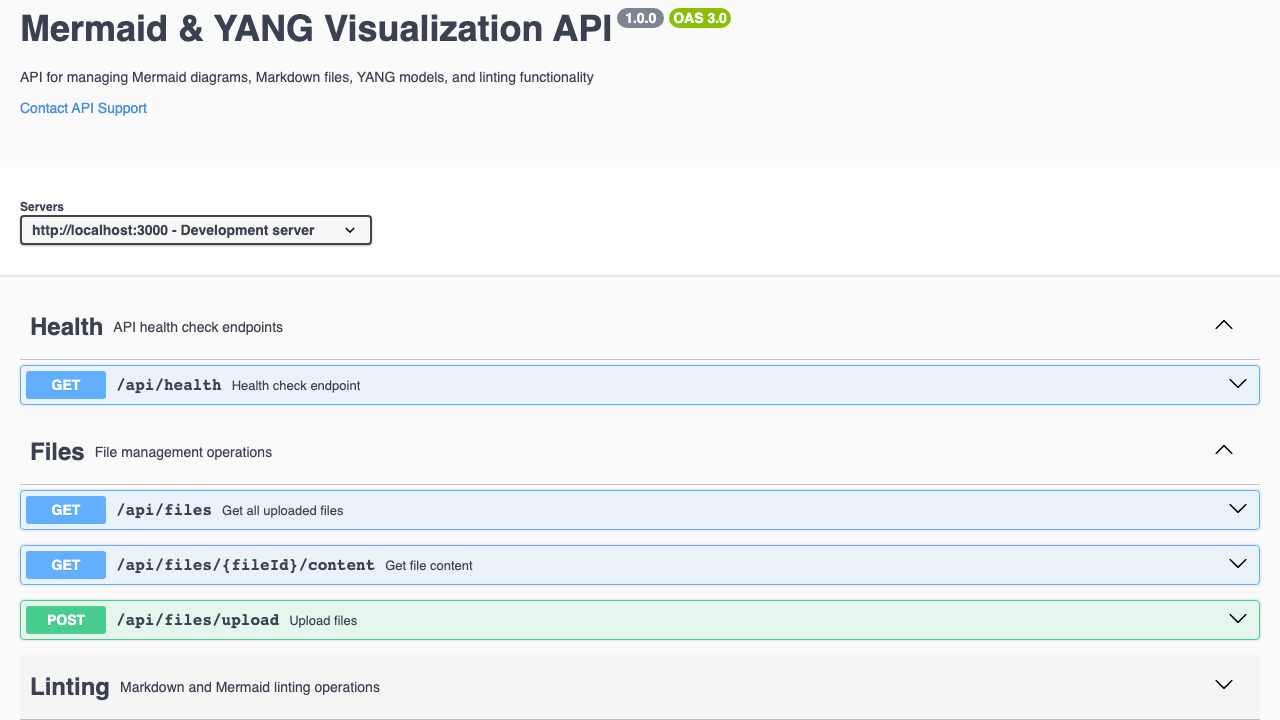 Mermaid & YANG Visualization API 1.0.0 OAS 3.0
API for managing Mermaid diagrams, Markdown files, YANG models, and linting functionality
Contact API Support
Servers
http://localhost:3000 - Development server
Health API health check endpoints
GET /api/health Health check endpoint
Files File management operations
GET /api/files Get all uploaded files
GET /api/files/{fileId}/content Get file content
POST /api/files/upload Upload files
Linting Markdown and Mermaid linting operations